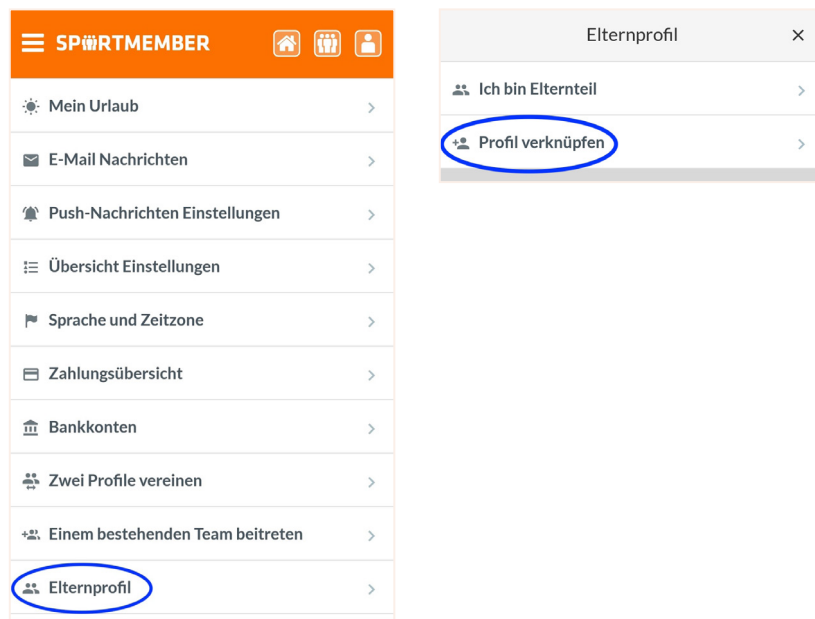 SPORTMEMBER
Mein Urlaub
E-Mail Nachrichten
Push-Nachrichten Einstellungen
Übersicht Einstellungen
Sprache und Zeitzone
Zahlungsübersicht
Bankkonten
Zwei Profile vereinen
Einem bestehenden Team beitreten
Elternprofil
Elternprofil
Ich bin Elternteil
Profil verknüpfen